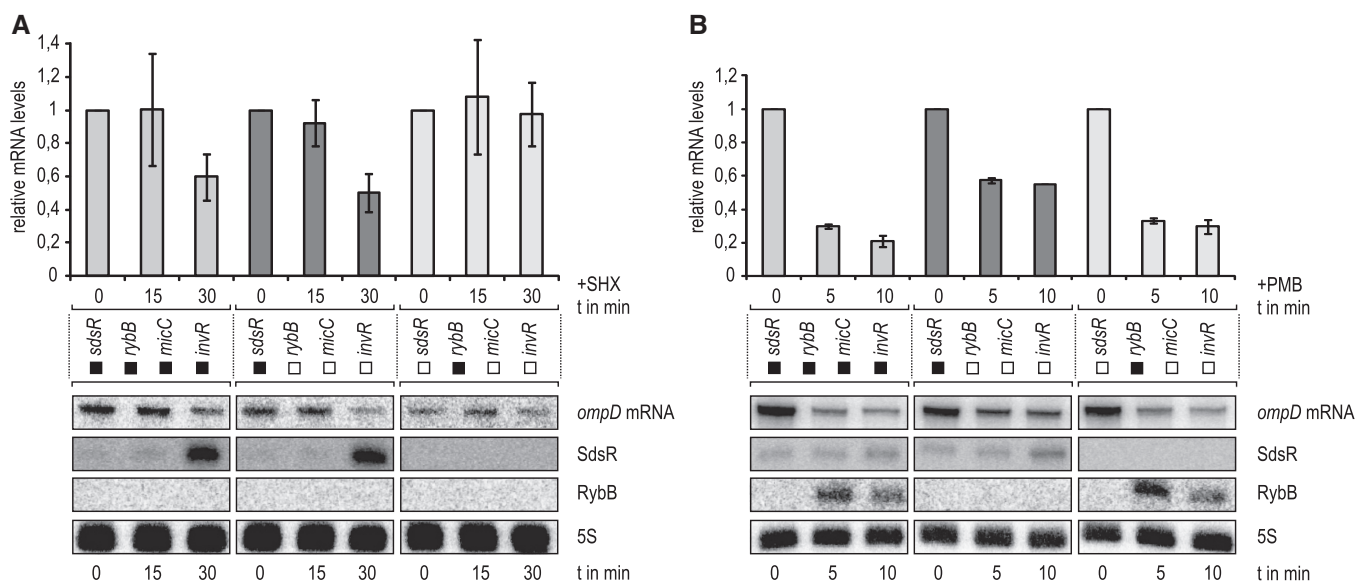 A
B
1,4
1,2
1
0,8
0,6
0,4
0,2
0
relative mRNA levels
0 15 30 0 15 30 0 15 30
+SHX
t in min
sdsR rybB micC invR sdsR rybB micC invR sdsR rybB micC invR
ompD mRNA
SdsR
RybB
5S
0 15 30 0 15 30 0 15 30 t in min
1,2
1
0,8
0,6
0,4
0,2
0
relative mRNA levels
0 5 10 0 5 10 0 5 10
+PMB
t in min
sdsR rybB micC invR sdsR rybB micC invR sdsR rybB micC invR
ompD mRNA
SdsR
RybB
5S
0 5 10 0 5 10 0 5 10 t in min